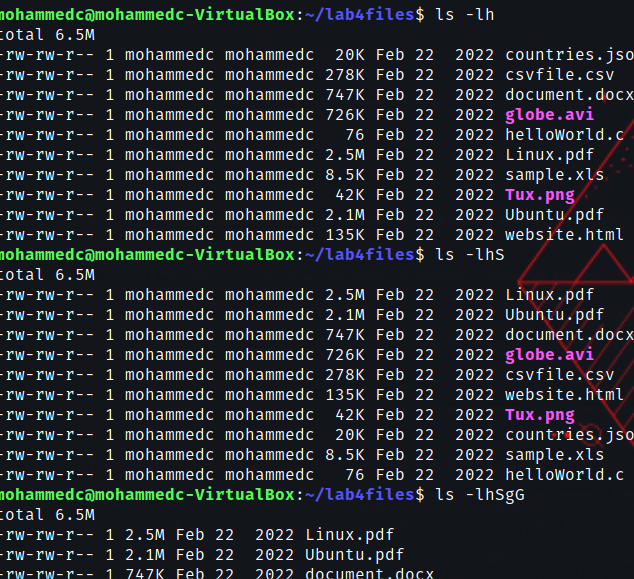 mohammedc@mohammedc-VirtualBox:~/lab4files$ ls -lh
total 6.5M
-rw-rw-r-- 1 mohammedc mohammedc 20K Feb 22 2022 countries.jso
-rw-rw-r-- 1 mohammedc mohammedc 278K Feb 22 2022 csvfile.csv
-rw-rw-r-- 1 mohammedc mohammedc 747K Feb 22 2022 document.docx
-rw-rw-r-- 1 mohammedc mohammedc 726K Feb 22 2022 globe.avi
-rw-rw-r-- 1 mohammedc mohammedc 76 Feb 22 2022 helloWorld.c
-rw-rw-r-- 1 mohammedc mohammedc 2.5M Feb 22 2022 Linux.pdf
-rw-rw-r-- 1 mohammedc mohammedc 8.5K Feb 22 2022 sample.xls
-rw-rw-r-- 1 mohammedc mohammedc 42K Feb 22 2022 Tux.png
-rw-rw-r-- 1 mohammedc mohammedc 2.1M Feb 22 2022 Ubuntu.pdf
-rw-rw-r-- 1 mohammedc mohammedc 135K Feb 22 2022 website.html
mohammedc@mohammedc-VirtualBox:~/lab4files$ ls -lhS
total 6.5M
-rw-rw-r-- 1 mohammedc mohammedc 2.5M Feb 22 2022 Linux.pdf
-rw-rw-r-- 1 mohammedc mohammedc 2.1M Feb 22 2022 Ubuntu.pdf
-rw-rw-r-- 1 mohammedc mohammedc 747K Feb 22 2022 document.docx
-rw-rw-r-- 1 mohammedc mohammedc 726K Feb 22 2022 globe.avi
-rw-rw-r-- 1 mohammedc mohammedc 278K Feb 22 2022 csvfile.csv
-rw-rw-r-- 1 mohammedc mohammedc 135K Feb 22 2022 website.html
-rw-rw-r-- 1 mohammedc mohammedc 42K Feb 22 2022 Tux.png
-rw-rw-r-- 1 mohammedc mohammedc 20K Feb 22 2022 countries.jso
-rw-rw-r-- 1 mohammedc mohammedc 8.5K Feb 22 2022 sample.xls
-rw-rw-r-- 1 mohammedc mohammedc 76 Feb 22 2022 helloWorld.c
mohammedc@mohammedc-VirtualBox:~/lab4files$ ls -lhSgG
total 6.5M
-rw-rw-r-- 1 2.5M Feb 22 2022 Linux.pdf
-rw-rw-r-- 1 2.1M Feb 22 2022 Ubuntu.pdf
-rw-rw-r-- 1 747K Feb 22 2022 document.docx